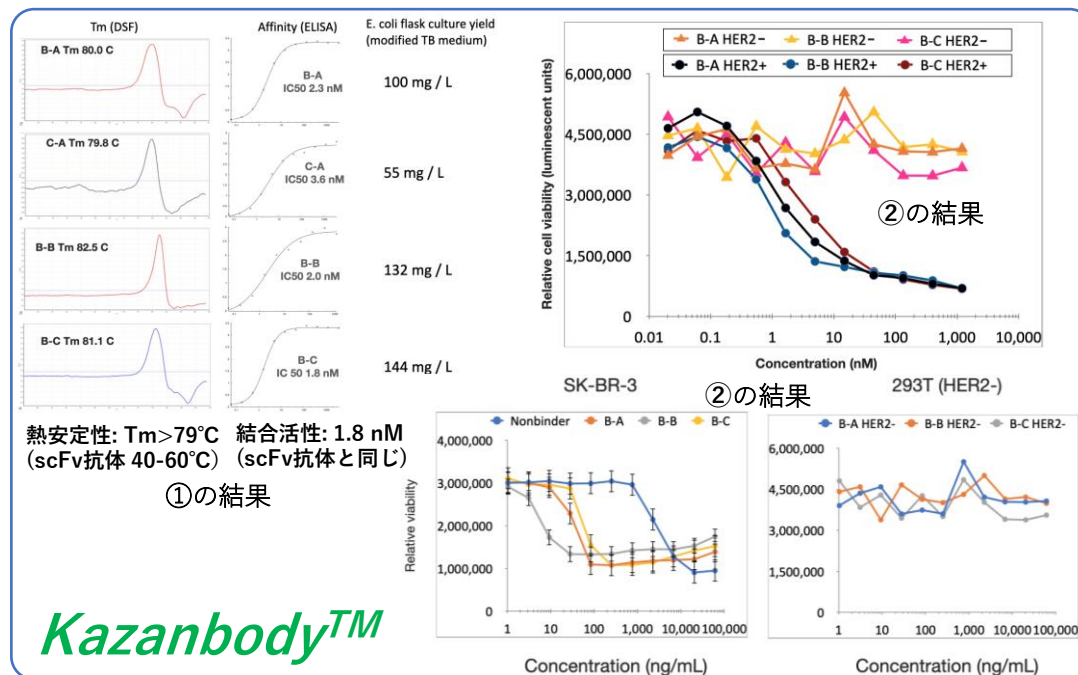 Tm (DSF)
Affinity (ELISA)
E. coli flask culture yield
(modified TB medium)
B-A Tm 80.0 C
B-A
IC50 2.3 nM
100 mg / L
C-A Tm 79.8 C
C-A
IC50 3.6 nM
55 mg / L
B-B Tm 82.5 C
B-B
IC50 2.0 nM
132 mg / L
B-C Tm 81.1 C
B-C
IC 50 1.8 nM
144 mg / L
熱安定性: Tm>79℃
(scFv抗体 40-60℃)
結合活性: 1.8 nM
(scFv抗体と同じ)
①の結果
Kazanbody™
B-A HER2− B-B HER2− B-C HER2−
B-A HER2+ B-B HER2+ B-C HER2+
Relative cell viability (luminescent units)
6,000,000
4,500,000
3,000,000
1,500,000
0
②の結果
0.01 0.1 1 10 100 1,000 10,000
Concentration (nM)
SK-BR-3
293T (HER2-)
②の結果
Nonbinder B-A B-B B-C
Relative viability
4,000,000
3,000,000
2,000,000
1,000,000
0
1 10 100 1,000 10,000 100,000
Concentration (ng/mL)
B-A HER2- B-B HER2- B-C HER2-
6,000,000
4,500,000
3,000,000
1,500,000
0
1 10 100 1,000 10,000 100,000
Concentration (ng/mL)